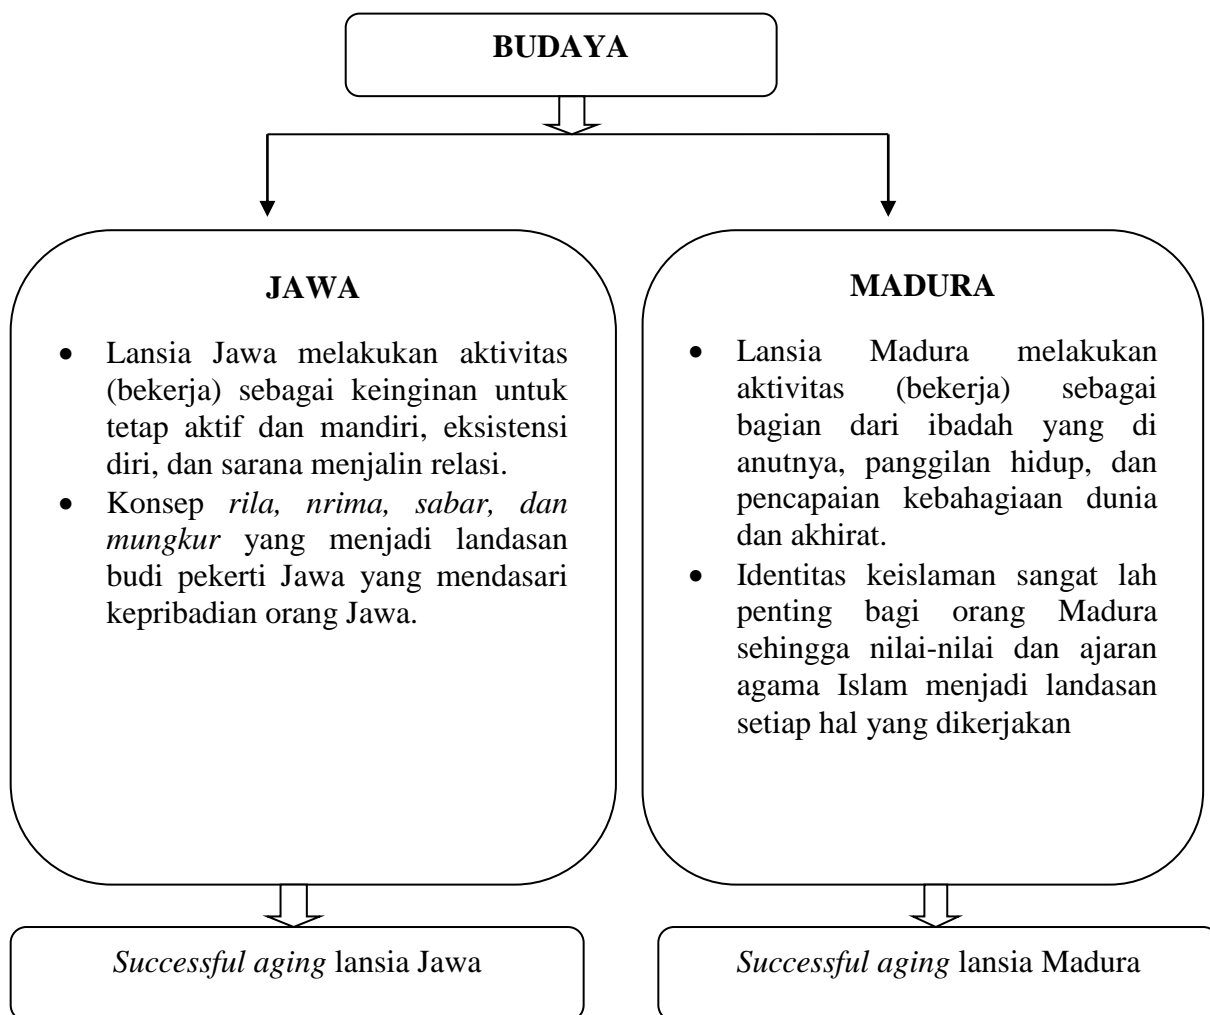 BUDAYA
JAWA
• Lansia Jawa melakukan aktivitas
(bekerja) sebagai keinginan untuk
tetap aktif dan mandiri, eksistensi
diri, dan sarana menjalin relasi.
• Konsep rila, nrima, sabar, dan
mungkur yang menjadi landasan
budi pekerti Jawa yang mendasari
kepribadian orang Jawa.
MADURA
• Lansia Madura melakukan
aktivitas (bekerja) sebagai
bagian dari ibadah yang di
anutnya, panggilan hidup, dan
pencapaian kebahagiaan dunia
dan akhirat.
• Identitas keislaman sangat lah
penting bagi orang Madura
sehingga nilai-nilai dan ajaran
agama Islam menjadi landasan
setiap hal yang dikerjakan
Successful aging lansia Jawa
Successful aging lansia Madura